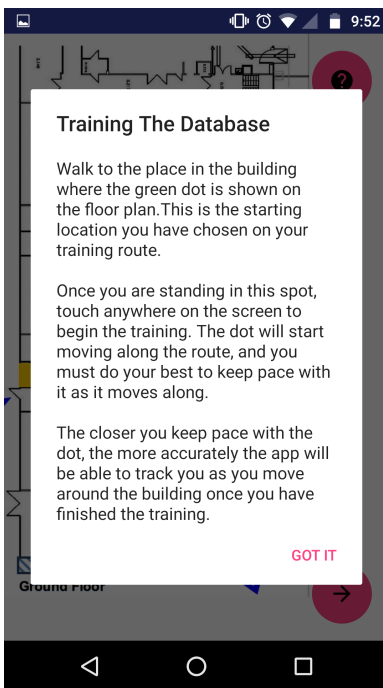 9:52
Training The Database
Walk to the place in the building
where the green dot is shown on
the floor plan.This is the starting
location you have chosen on your
training route.
Once you are standing in this spot,
touch anywhere on the screen to
begin the training. The dot will start
moving along the route, and you
must do your best to keep pace with
it as it moves along.
The closer you keep pace with the
dot, the more accurately the app will
be able to track you as you move
around the building once you have
finished the training.
GOT IT
Ground Floor